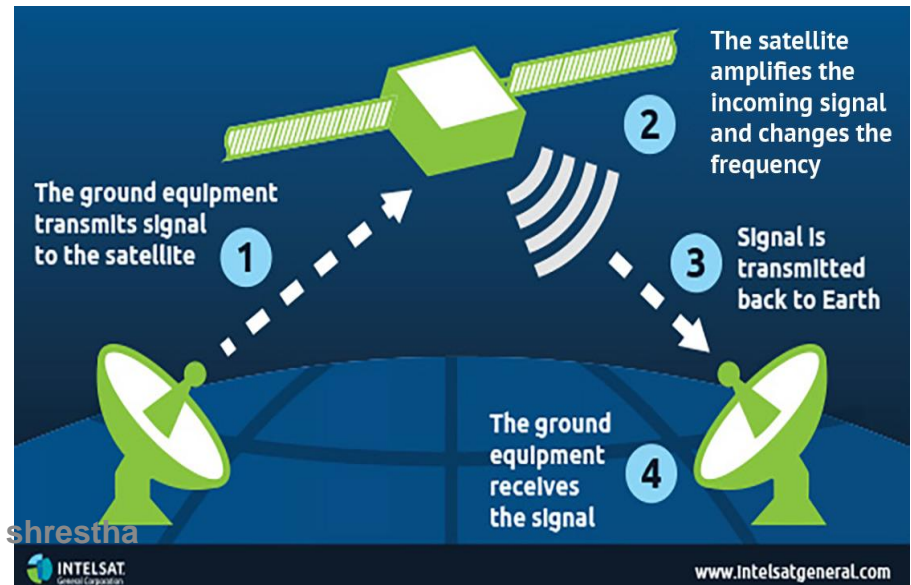 The ground equipment
transmits signal
to the satellite
1
2
The satellite
amplifies the
incoming signal
and changes the
frequency
3
Signal is
transmitted
back to Earth
The ground
equipment
receives
the signal
4
shrestha
INTELSAT
General Corporation
www.intelsatgeneral.com